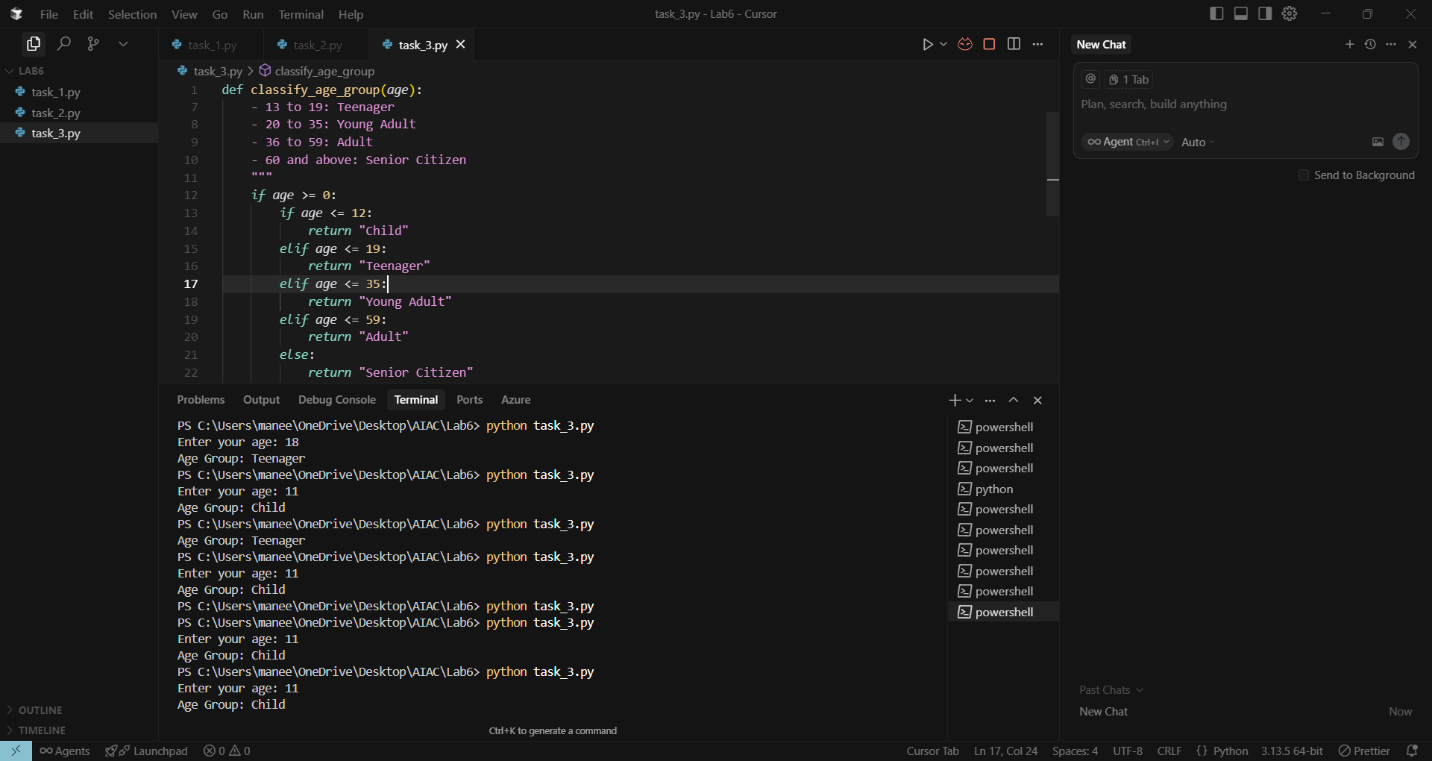 File Edit Selection View Go Run Terminal Help
task_3.py - Lab6 - Cursor
LAB6
task_1.py
task_2.py
task_3.py
OUTLINE
TIMELINE
task_1.py task_2.py task_3.py
task_3.py > classify_age_group
1 def classify_age_group(age):
7 - 13 to 19: Teenager
8 - 20 to 35: Young Adult
9 - 36 to 59: Adult
10 - 60 and above: Senior Citizen
11 """
12 if age >= 0:
13 if age <= 12:
14 return "Child"
15 elif age <= 19:
16 return "Teenager"
17 elif age <= 35:
18 return "Young Adult"
19 elif age <= 59:
20 return "Adult"
21 else:
22 return "Senior Citizen"
Problems Output Debug Console Terminal Ports Azure
PS C:\Users\manee\OneDrive\Desktop\AIAC\Lab6> python task_3.py
Enter your age: 18
Age Group: Teenager
PS C:\Users\manee\OneDrive\Desktop\AIAC\Lab6> python task_3.py
Enter your age: 11
Age Group: Child
PS C:\Users\manee\OneDrive\Desktop\AIAC\Lab6> python task_3.py
Age Group: Teenager
PS C:\Users\manee\OneDrive\Desktop\AIAC\Lab6> python task_3.py
Enter your age: 11
Age Group: Child
PS C:\Users\manee\OneDrive\Desktop\AIAC\Lab6> python task_3.py
PS C:\Users\manee\OneDrive\Desktop\AIAC\Lab6> python task_3.py
Enter your age: 11
Age Group: Child
PS C:\Users\manee\OneDrive\Desktop\AIAC\Lab6> python task_3.py
Enter your age: 11
Age Group: Child
Ctrl+K to generate a command
powershell
powershell
powershell
python
powershell
powershell
powershell
powershell
powershell
powershell
New Chat
@ 1 Tab
Plan, search, build anything
Agent Ctrl+I Auto
Send to Background
Past Chats
New Chat Now
Agents Launchpad 0 0
Cursor Tab Ln 17, Col 24 Spaces: 4 UTF-8 CRLF {} Python 3.13.5 64-bit Prettier